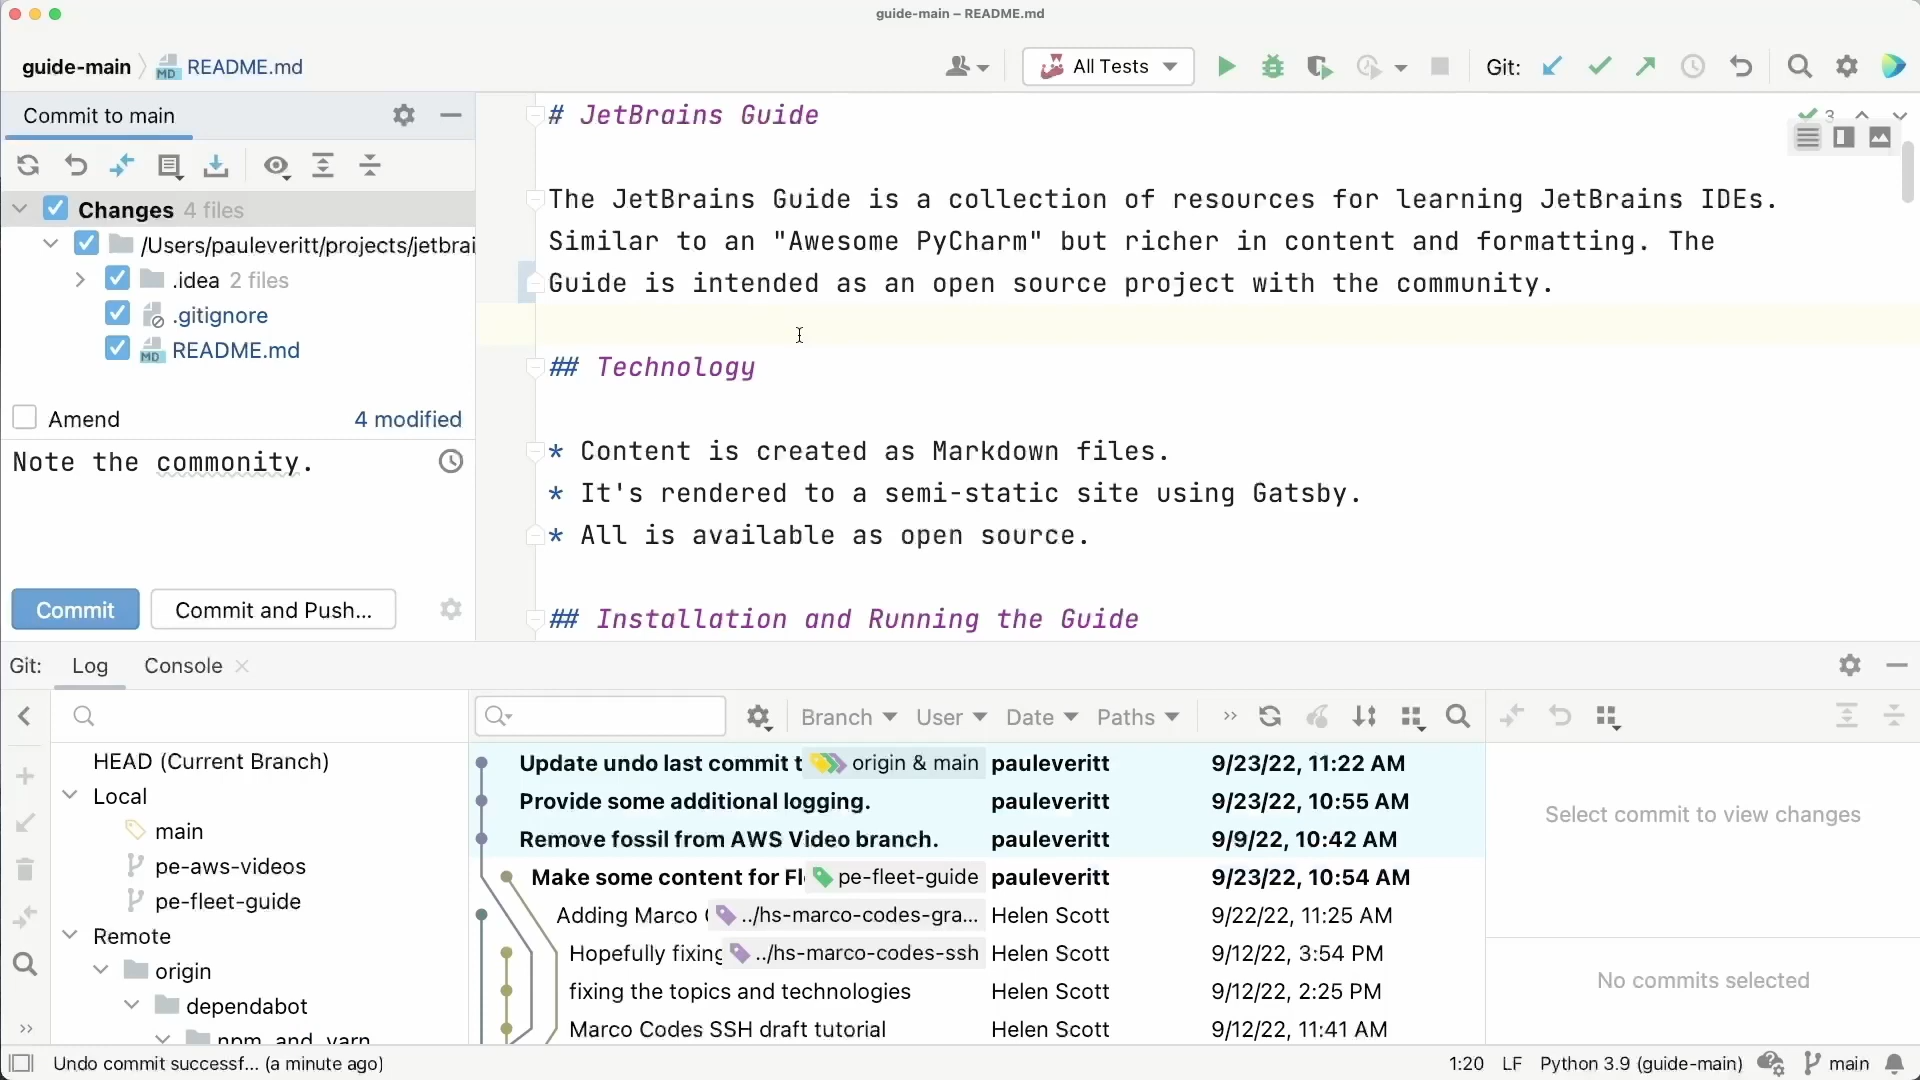 guide-main – README.md
guide-main README.md
All Tests
Git:
Commit to main
Changes 4 files
/Users/pauleveritt/projects/jetbrai
.idea 2 files
.gitignore
README.md
Amend 4 modified
Note the commonity.
Commit Commit and Push...
# JetBrains Guide
3
The JetBrains Guide is a collection of resources for learning JetBrains IDEs.
Similar to an "Awesome PyCharm" but richer in content and formatting. The
Guide is intended as an open source project with the community.
## Technology
* Content is created as Markdown files.
* It's rendered to a semi-static site using Gatsby.
* All is available as open source.
## Installation and Running the Guide
Git: Log Console
Branch User Date Paths
HEAD (Current Branch)
Local
main
pe-aws-videos
pe-fleet-guide
Remote
origin
dependabot
npm_and_yarn
Update undo last commit t origin & main pauleveritt 9/23/22, 11:22 AM
Provide some additional logging. pauleveritt 9/23/22, 10:55 AM
Remove fossil from AWS Video branch. pauleveritt 9/9/22, 10:42 AM
Make some content for Fl pe-fleet-guide pauleveritt 9/23/22, 10:54 AM
Adding Marco ../hs-marco-codes-gra... Helen Scott 9/22/22, 11:25 AM
Hopefully fixing ../hs-marco-codes-ssh Helen Scott 9/12/22, 3:54 PM
fixing the topics and technologies Helen Scott 9/12/22, 2:25 PM
Marco Codes SSH draft tutorial Helen Scott 9/12/22, 11:41 AM
Select commit to view changes
No commits selected
Undo commit successf... (a minute ago)
1:20 LF Python 3.9 (guide-main) main